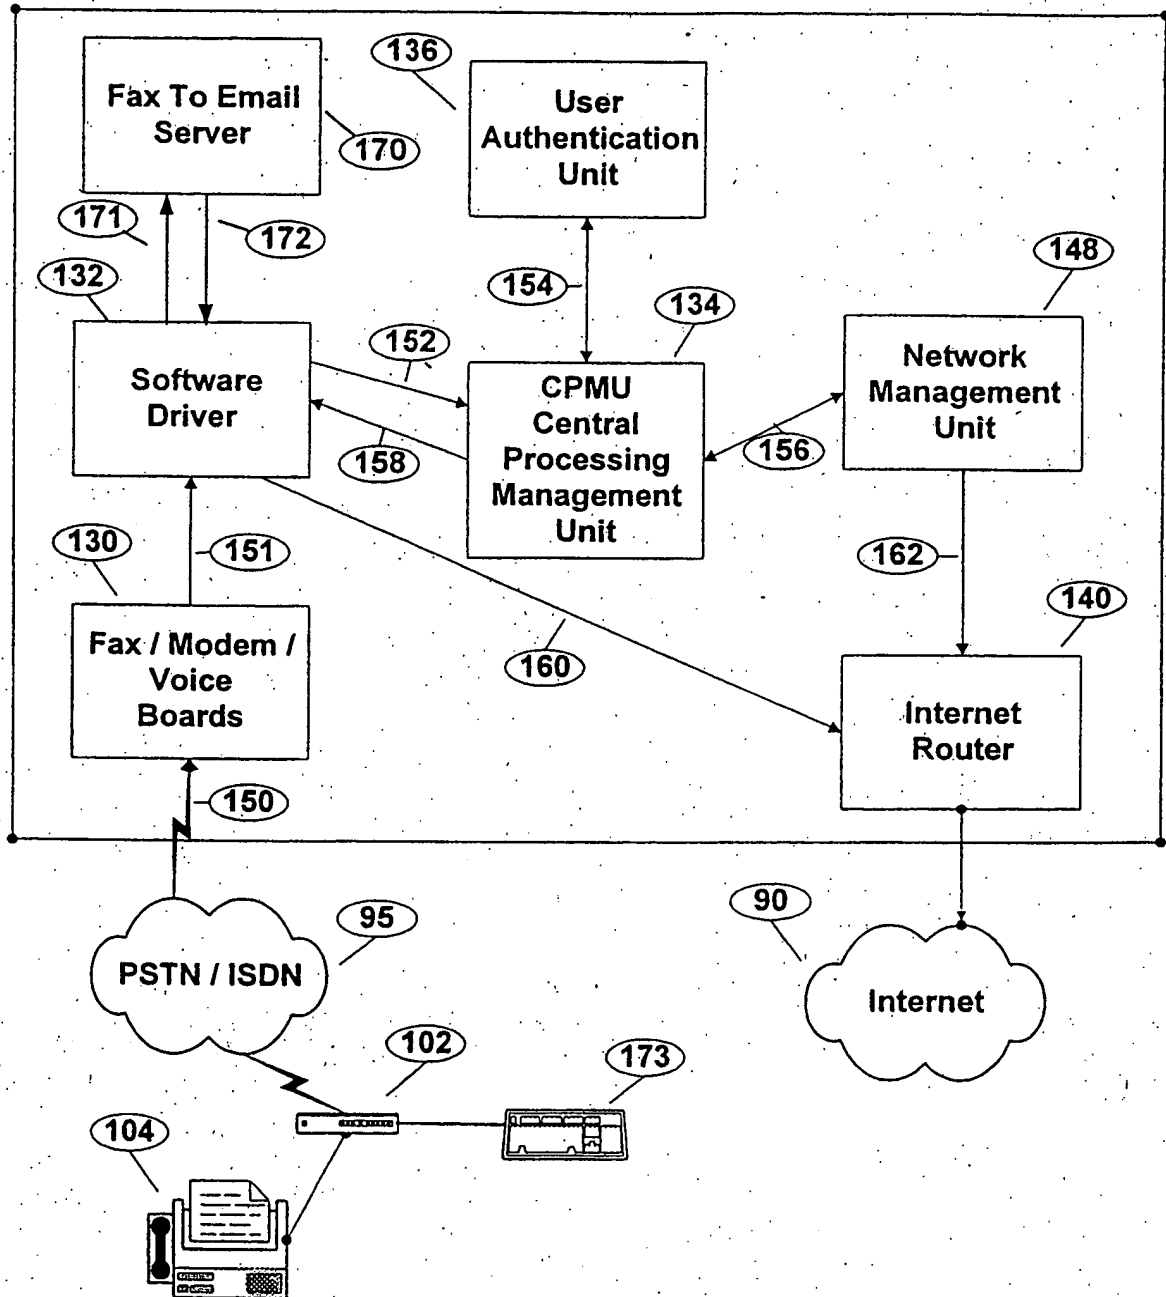 136
Fax To Email
Server
170
User
Authentication
Unit
171
172
132
154
148
134
152
Software
Driver
158
CPMU
Central
Processing
Management
Unit
156
Network
Management
Unit
130
151
162
140
Fax / Modem /
Voice
Boards
160
Internet
Router
150
95
90
PSTN / ISDN
Internet
102
173
104